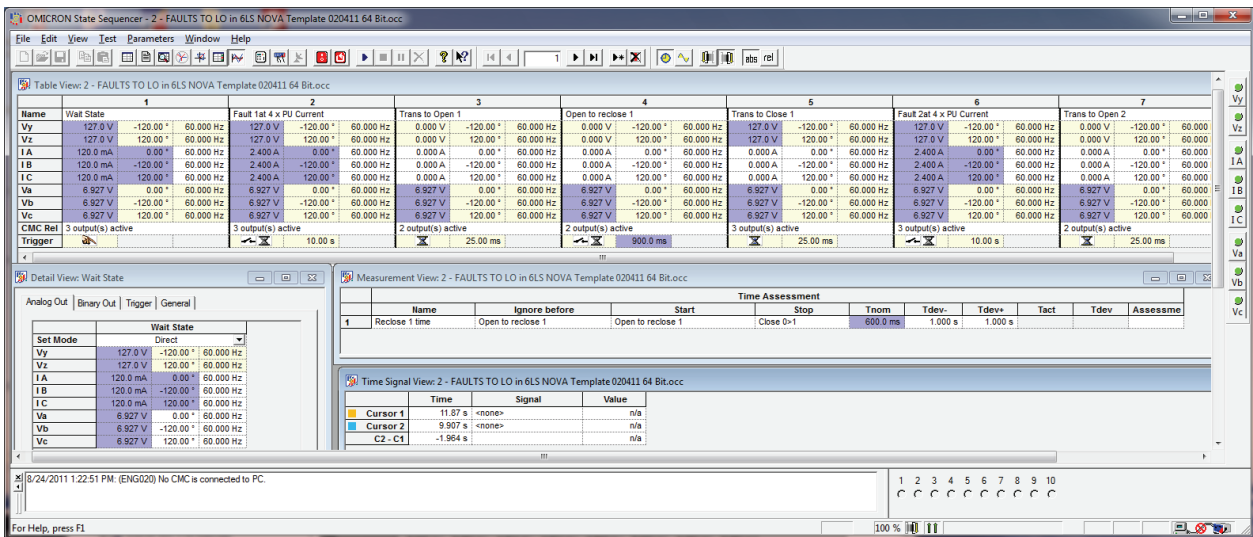 OMICRON State Sequencer - 2 - FAULTS TO LO in 6LS NOVA Template 020411 64 Bit.occ
File Edit View Test Parameters Window Help
1 abs rel
Table View: 2 - FAULTS TO LO in 6LS NOVA Template 020411 64 Bit.occ
1 2 3 4 5 6 7
Name Wait State Fault 1at 4 x PU Current Trans to Open 1 Open to reclose 1 Trans to Close 1 Fault 2at 4 x PU Current Trans to Open 2
Vy 127.0 V -120.00 ° 60.000 Hz 127.0 V -120.00 ° 60.000 Hz 0.000 V -120.00 ° 60.000 Hz 0.000 V -120.00 ° 60.000 Hz 127.0 V -120.00 ° 60.000 Hz 127.0 V -120.00 ° 60.000 Hz 0.000 V -120.00 ° 60.000
Vz 127.0 V 120.00 ° 60.000 Hz 127.0 V 120.00 ° 60.000 Hz 0.000 V 120.00 ° 60.000 Hz 0.000 V 120.00 ° 60.000 Hz 127.0 V 120.00 ° 60.000 Hz 127.0 V 120.00 ° 60.000 Hz 0.000 V 120.00 ° 60.000
I A 120.0 mA 0.00 ° 60.000 Hz 2.400 A 0.00 ° 60.000 Hz 0.000 A 0.00 ° 60.000 Hz 0.000 A 0.00 ° 60.000 Hz 0.000 A 0.00 ° 60.000 Hz 2.400 A 0.00 ° 60.000 Hz 0.000 A 0.00 ° 60.000
I B 120.0 mA -120.00 ° 60.000 Hz 2.400 A -120.00 ° 60.000 Hz 0.000 A -120.00 ° 60.000 Hz 0.000 A -120.00 ° 60.000 Hz 0.000 A -120.00 ° 60.000 Hz 2.400 A -120.00 ° 60.000 Hz 0.000 A -120.00 ° 60.000
I C 120.0 mA 120.00 ° 60.000 Hz 2.400 A 120.00 ° 60.000 Hz 0.000 A 120.00 ° 60.000 Hz 0.000 A 120.00 ° 60.000 Hz 0.000 A 120.00 ° 60.000 Hz 2.400 A 120.00 ° 60.000 Hz 0.000 A 120.00 ° 60.000
Va 6.927 V 0.00 ° 60.000 Hz 6.927 V 0.00 ° 60.000 Hz 6.927 V 0.00 ° 60.000 Hz 6.927 V 0.00 ° 60.000 Hz 6.927 V 0.00 ° 60.000 Hz 6.927 V 0.00 ° 60.000 Hz 6.927 V 0.00 ° 60.000
Vb 6.927 V -120.00 ° 60.000 Hz 6.927 V -120.00 ° 60.000 Hz 6.927 V -120.00 ° 60.000 Hz 6.927 V -120.00 ° 60.000 Hz 6.927 V -120.00 ° 60.000 Hz 6.927 V -120.00 ° 60.000 Hz 6.927 V -120.00 ° 60.000
Vc 6.927 V 120.00 ° 60.000 Hz 6.927 V 120.00 ° 60.000 Hz 6.927 V 120.00 ° 60.000 Hz 6.927 V 120.00 ° 60.000 Hz 6.927 V 120.00 ° 60.000 Hz 6.927 V 120.00 ° 60.000 Hz 6.927 V 120.00 ° 60.000
CMC Rel 3 output(s) active 3 output(s) active 2 output(s) active 2 output(s) active 3 output(s) active 3 output(s) active 2 output(s) active
Trigger 10.00 s 25.00 ms 900.0 ms 25.00 ms 10.00 s 25.00 ms
Vy
Vz
I A
I B
I C
Va
Vb
Vc
Detail View: Wait State
Analog Out Binary Out Trigger General
Wait State
Set Mode Direct
Vy 127.0 V -120.00 ° 60.000 Hz
Vz 127.0 V 120.00 ° 60.000 Hz
I A 120.0 mA 0.00 ° 60.000 Hz
I B 120.0 mA -120.00 ° 60.000 Hz
I C 120.0 mA 120.00 ° 60.000 Hz
Va 6.927 V 0.00 ° 60.000 Hz
Vb 6.927 V -120.00 ° 60.000 Hz
Vc 6.927 V 120.00 ° 60.000 Hz
Measurement View: 2 - FAULTS TO LO in 6LS NOVA Template 020411 64 Bit.occ
Time Assessment
Name Ignore before Start Stop Tnom Tdev- Tdev+ Tact Tdev Assessme
1 Reclose 1 time Open to reclose 1 Open to reclose 1 Close 0>1 600.0 ms 1.000 s 1.000 s
Time Signal View: 2 - FAULTS TO LO in 6LS NOVA Template 020411 64 Bit.occ
Time Signal Value
Cursor 1 11.87 s <none> n/a
Cursor 2 9.907 s <none> n/a
C2 - C1 -1.964 s n/a
8/24/2011 1:22:51 PM: (ENG020) No CMC is connected to PC.
1 2 3 4 5 6 7 8 9 10
For Help, press F1
100 %